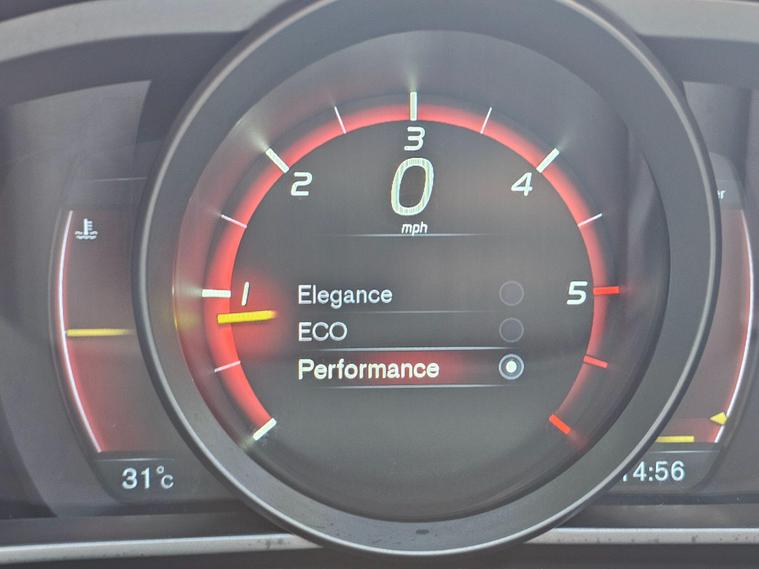 3
2
4
0
mph
1
5
Elegance
ECO
Performance
31°C
14:56